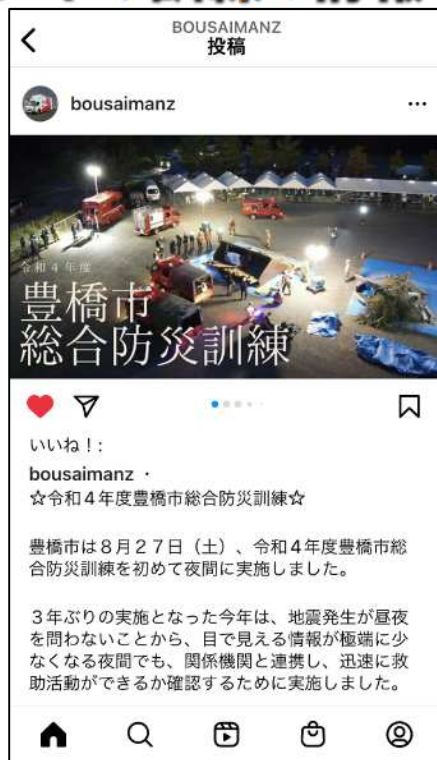 BOUSAIMANZ
投稿
bousaimanz
令和４年度
豊橋市
総合防災訓練
いいね！:
bousaimanz ・
☆令和４年度豊橋市総合防災訓練☆
豊橋市は８月２７日（土）、令和４年度豊橋市総
合防災訓練を初めて夜間に実施しました。
３年ぶりの実施となった今年は、地震発生が昼夜
を問わないことから、目で見える情報が極端に少
なくなる夜間でも、関係機関と連携し、迅速に救
助活動ができるか確認するために実施しました。